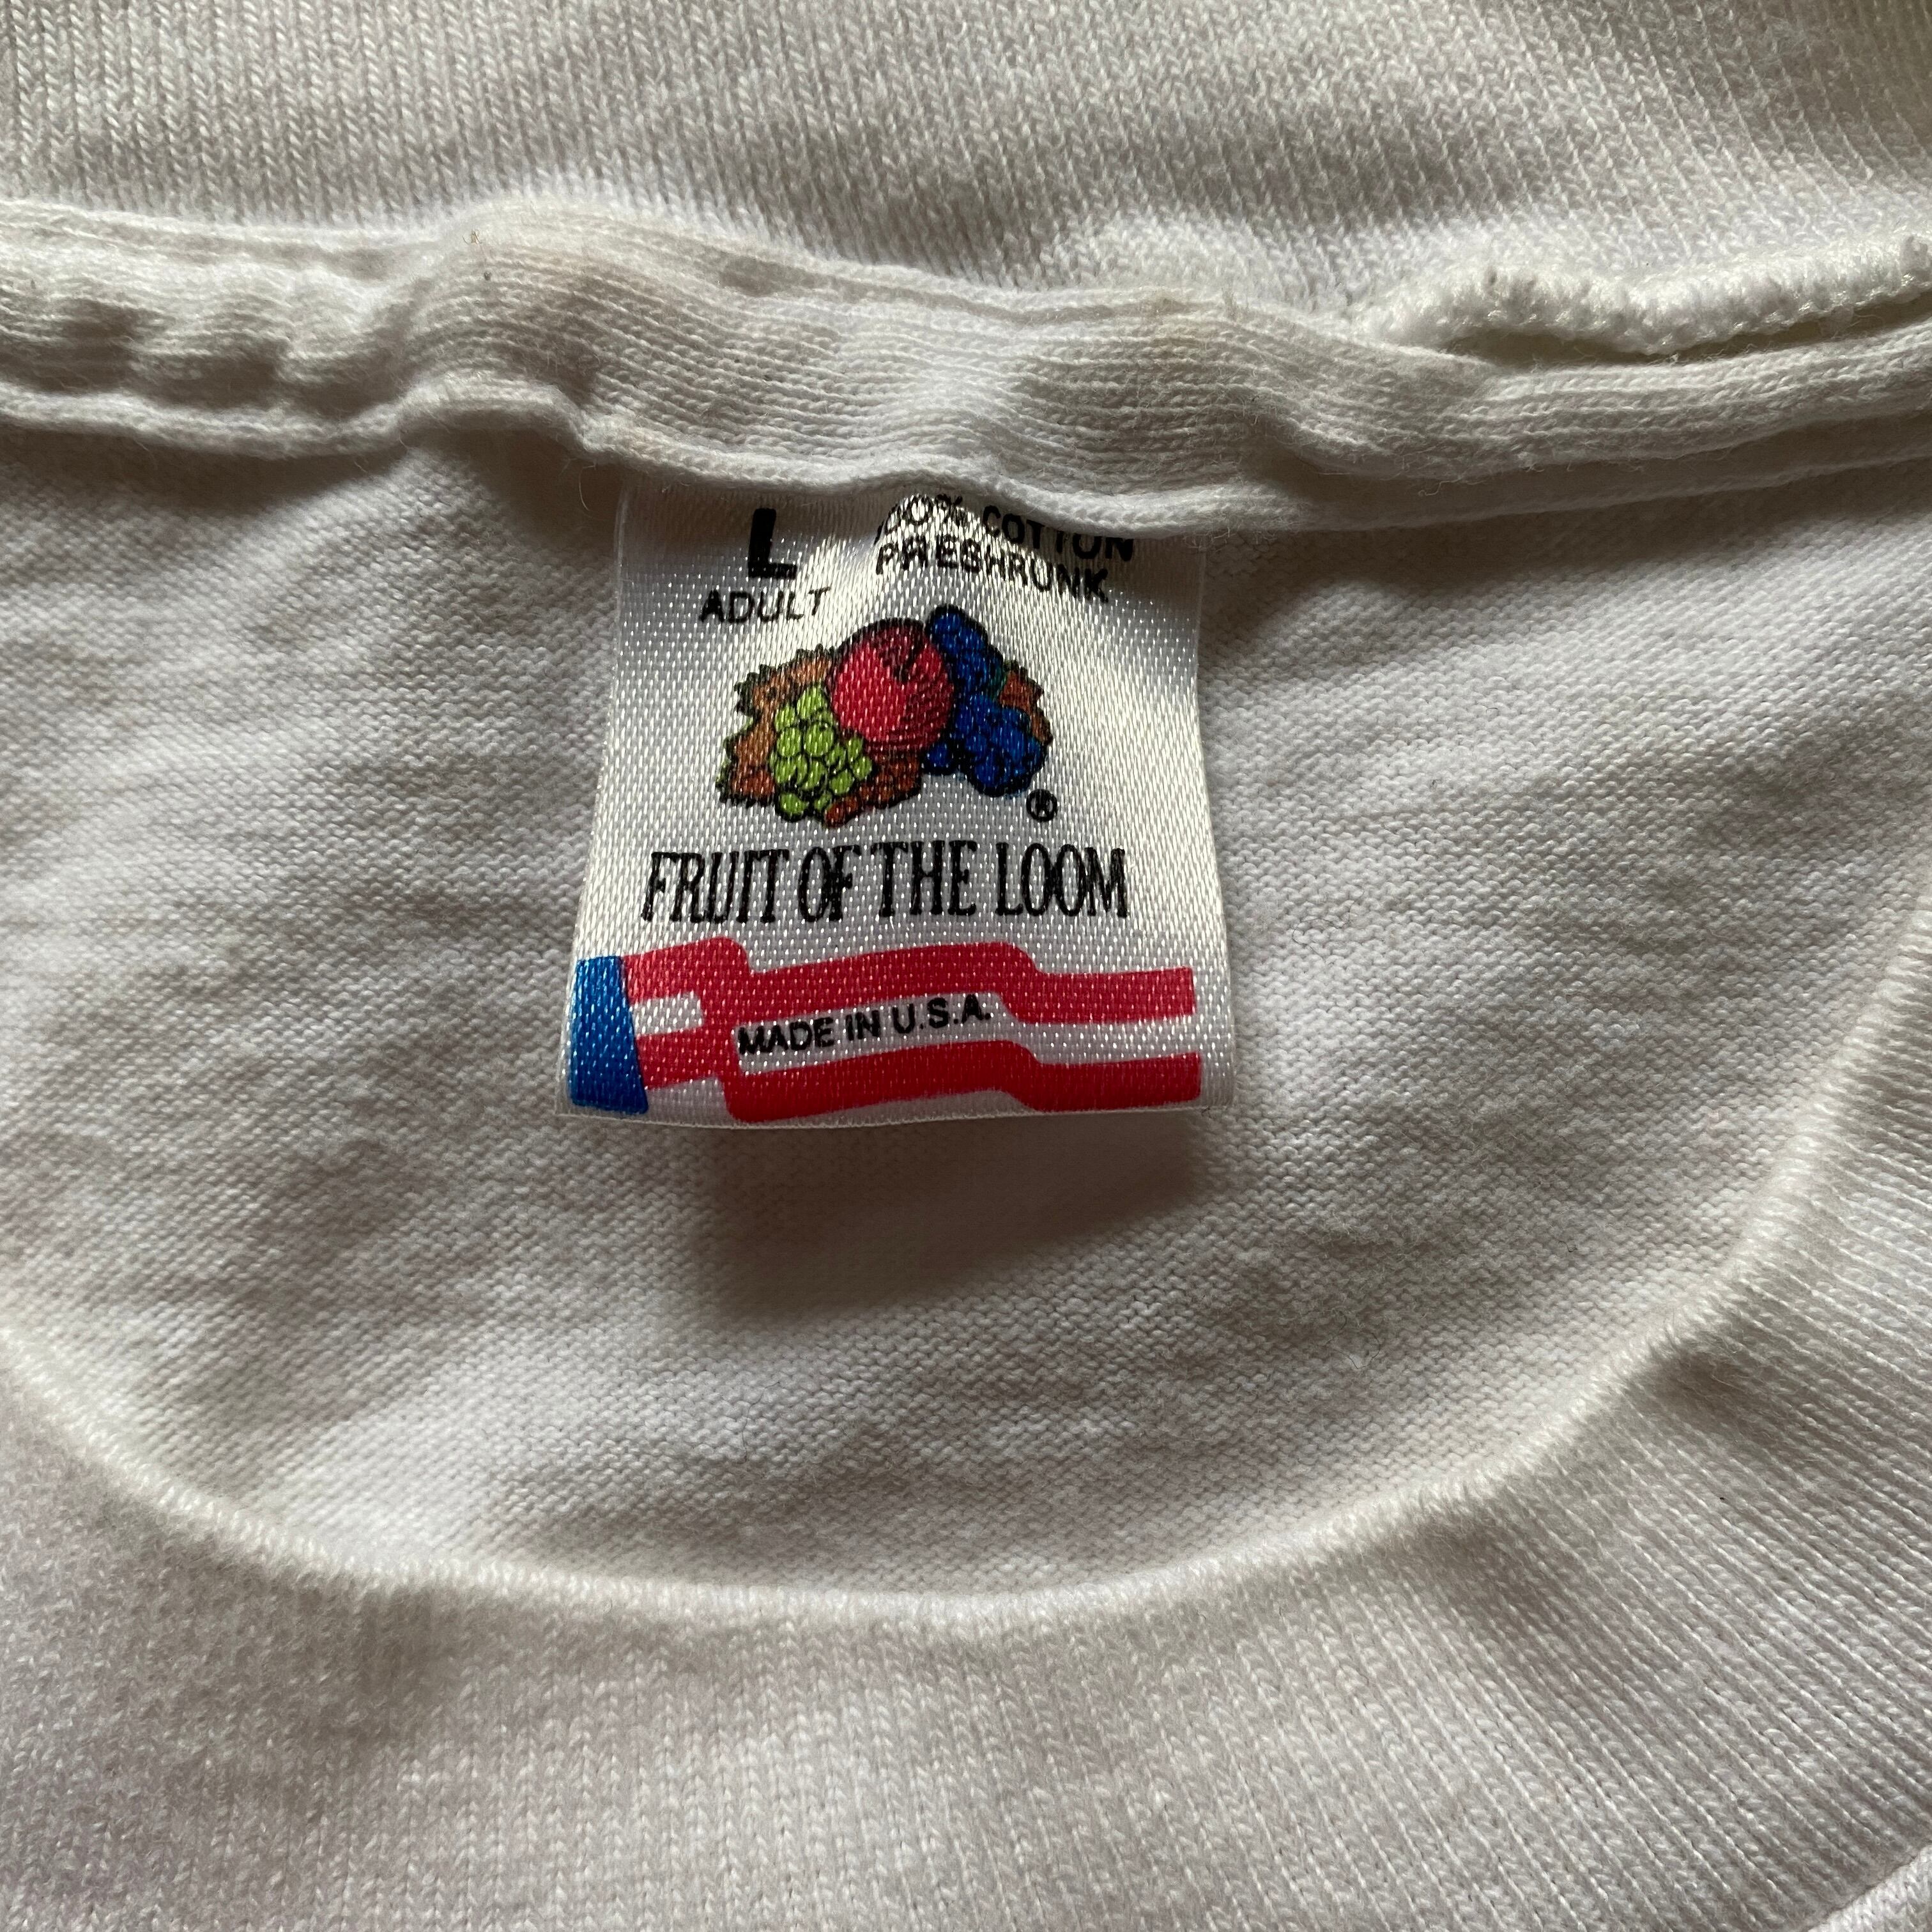 L
ADULT
100% COTTON
PRESHRUNK
®
FRUIT OF THE LOOM
MADE IN U.S.A.